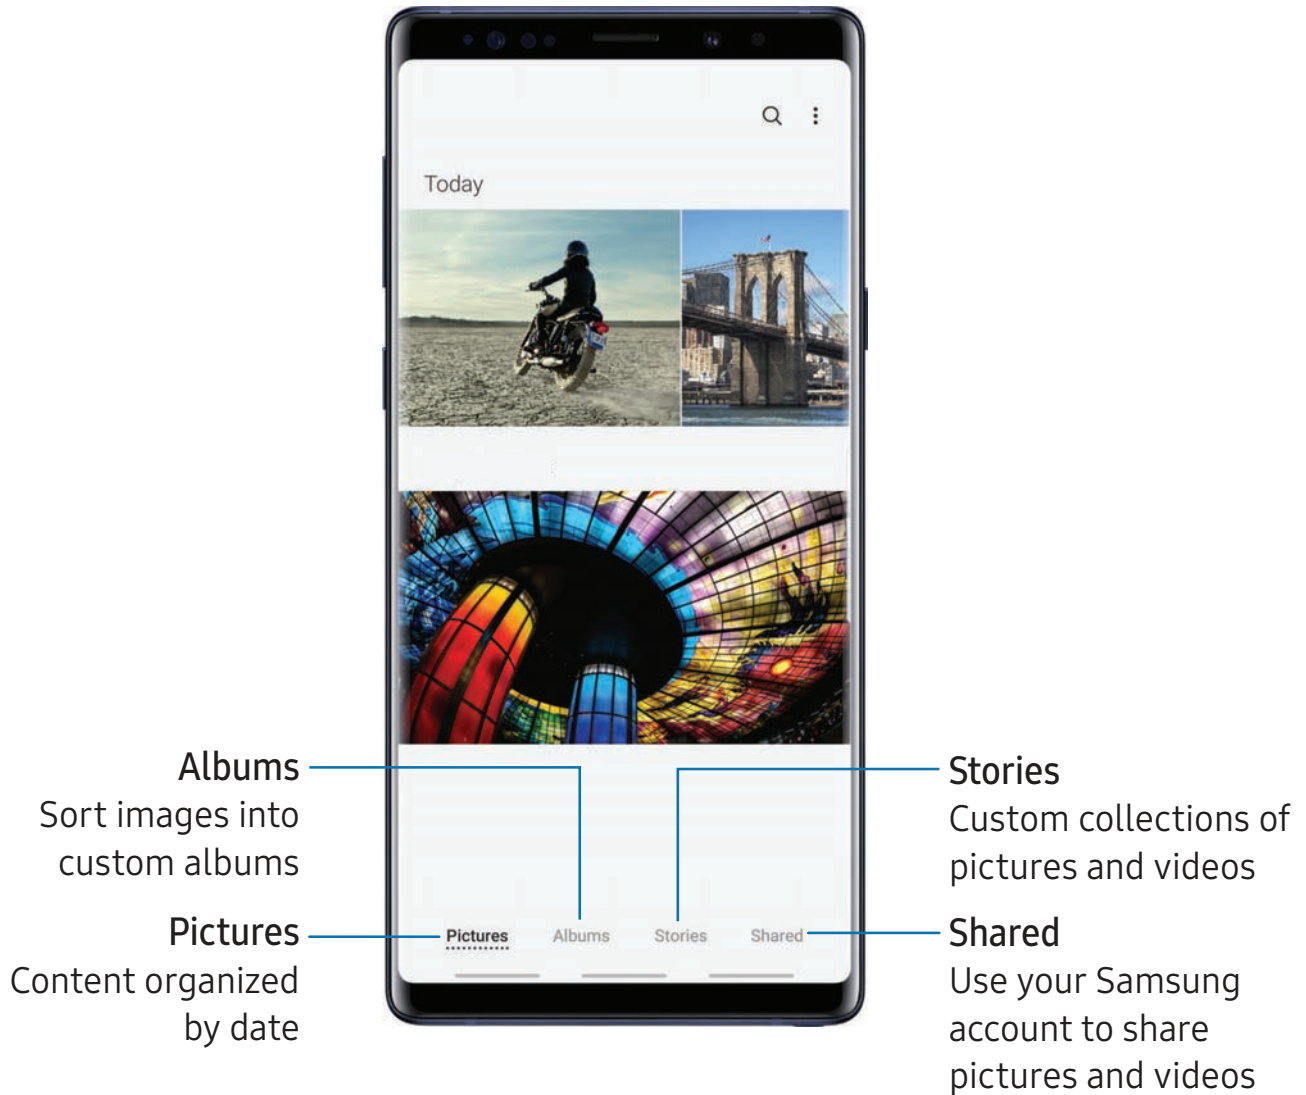 Today
Albums
Sort images into
custom albums
Pictures
Content organized
by date
Pictures
Albums
Stories
Shared
Stories
Custom collections of
pictures and videos
Shared
Use your Samsung
account to share
pictures and videos